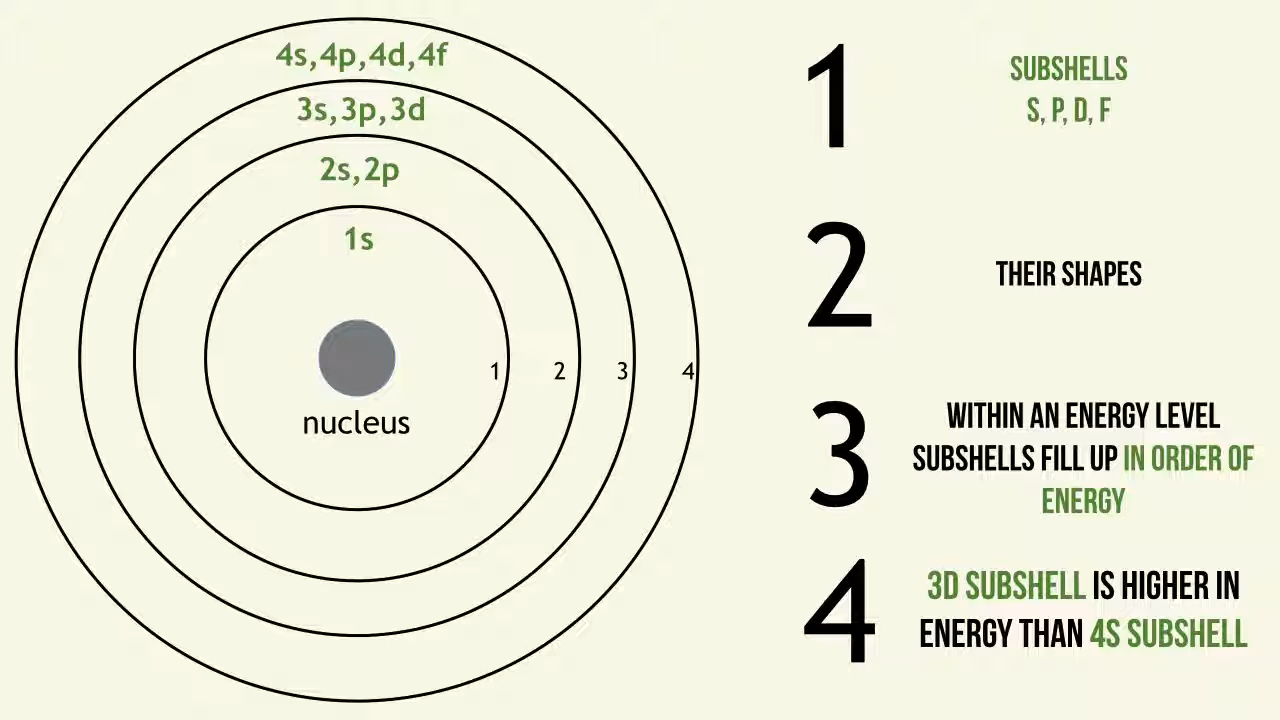 4s,4p,4d,4f
3s,3p,3d
2s,2p
1s
1 2 3 4
nucleus
1
SUBSHELLS
S, P, D, F
2
THEIR SHAPES
3
WITHIN AN ENERGY LEVEL
SUBSHELLS FILL UP IN ORDER OF
ENERGY
4
3D SUBSHELL IS HIGHER IN
ENERGY THAN 4S SUBSHELL